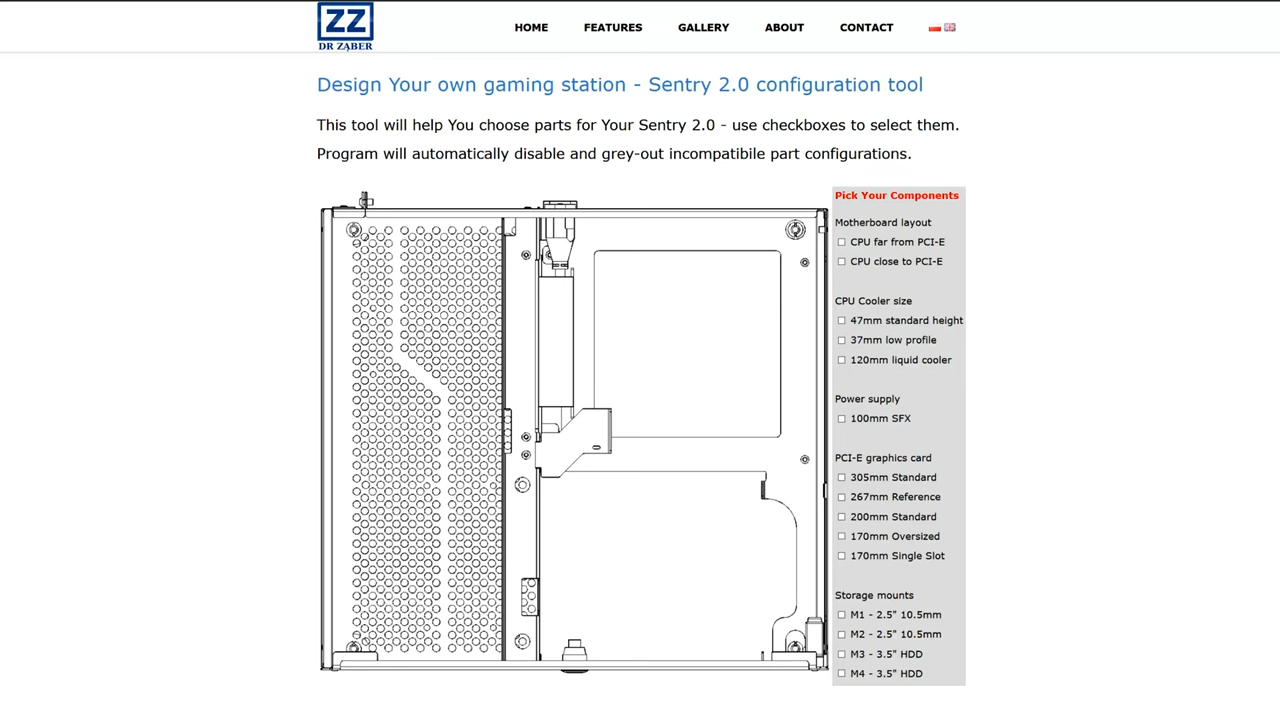 ZZ
DR ZĄBER
HOME FEATURES GALLERY ABOUT CONTACT
Design Your own gaming station - Sentry 2.0 configuration tool
This tool will help You choose parts for Your Sentry 2.0 - use checkboxes to select them.
Program will automatically disable and grey-out incompatibile part configurations.
Pick Your Components
Motherboard layout
CPU far from PCI-E
CPU close to PCI-E
CPU Cooler size
47mm standard height
37mm low profile
120mm liquid cooler
Power supply
100mm SFX
PCI-E graphics card
305mm Standard
267mm Reference
200mm Standard
170mm Oversized
170mm Single Slot
Storage mounts
M1 - 2.5" 10.5mm
M2 - 2.5" 10.5mm
M3 - 3.5" HDD
M4 - 3.5" HDD